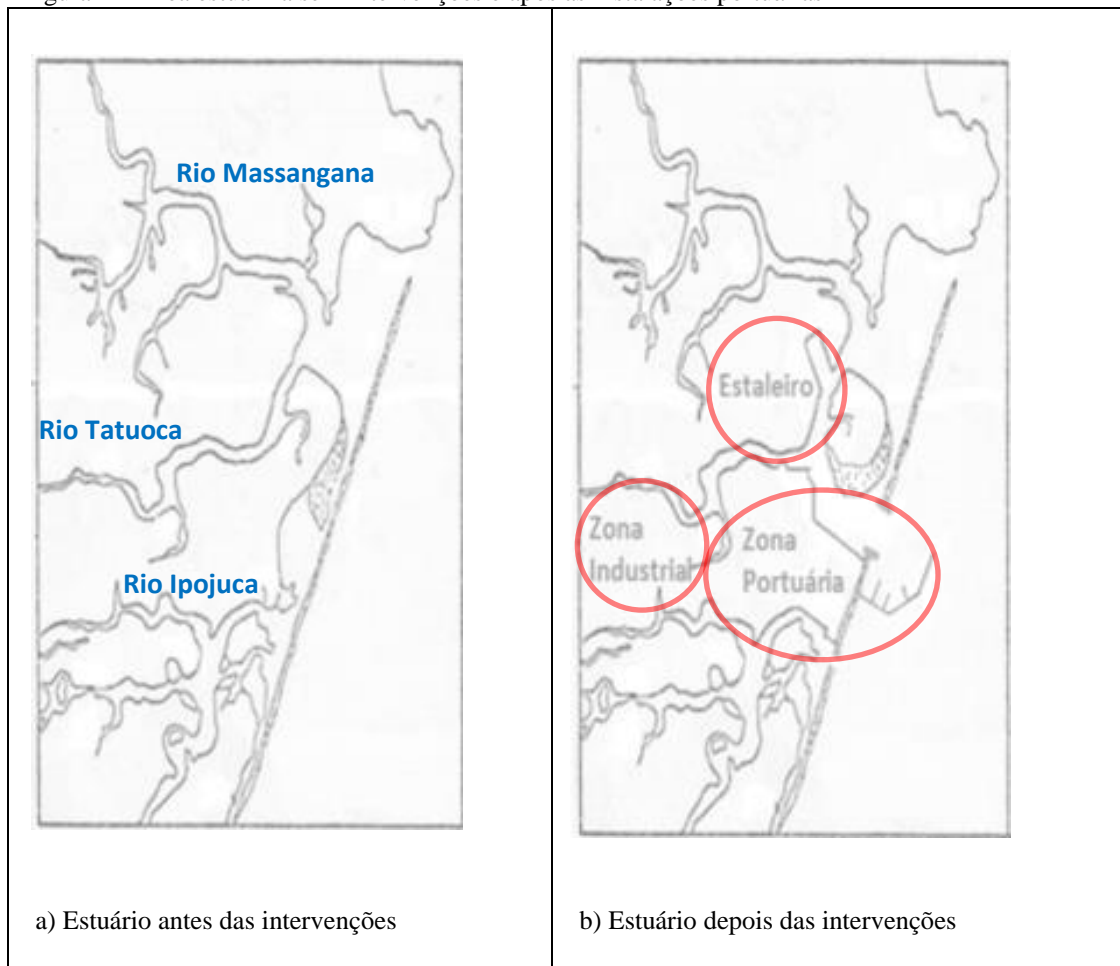 Rio Massangana
Rio Tatuoca
Rio Ipojuca
a) Estuário antes das intervenções
Estaleiro
Zona
Industrial
Zona
Portuária
b) Estuário depois das intervenções